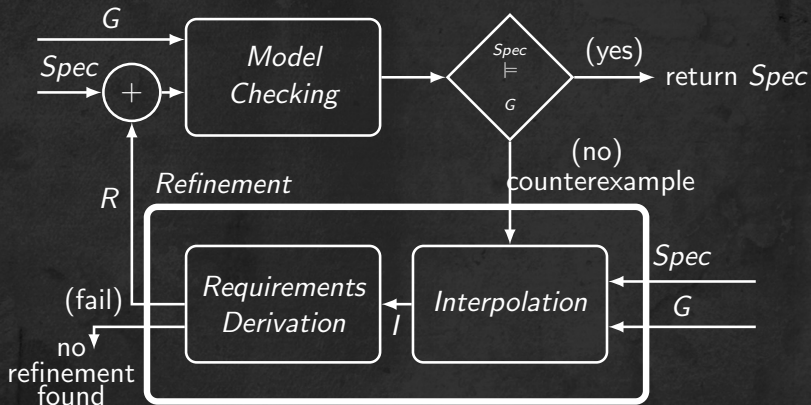 G
Spec
+
Model
Checking
Spec
⊨
G
(yes)
return Spec
(no)
counterexample
R
Refinement
Requirements
Derivation
I
Interpolation
Spec
G
(fail)
no
refinement
found